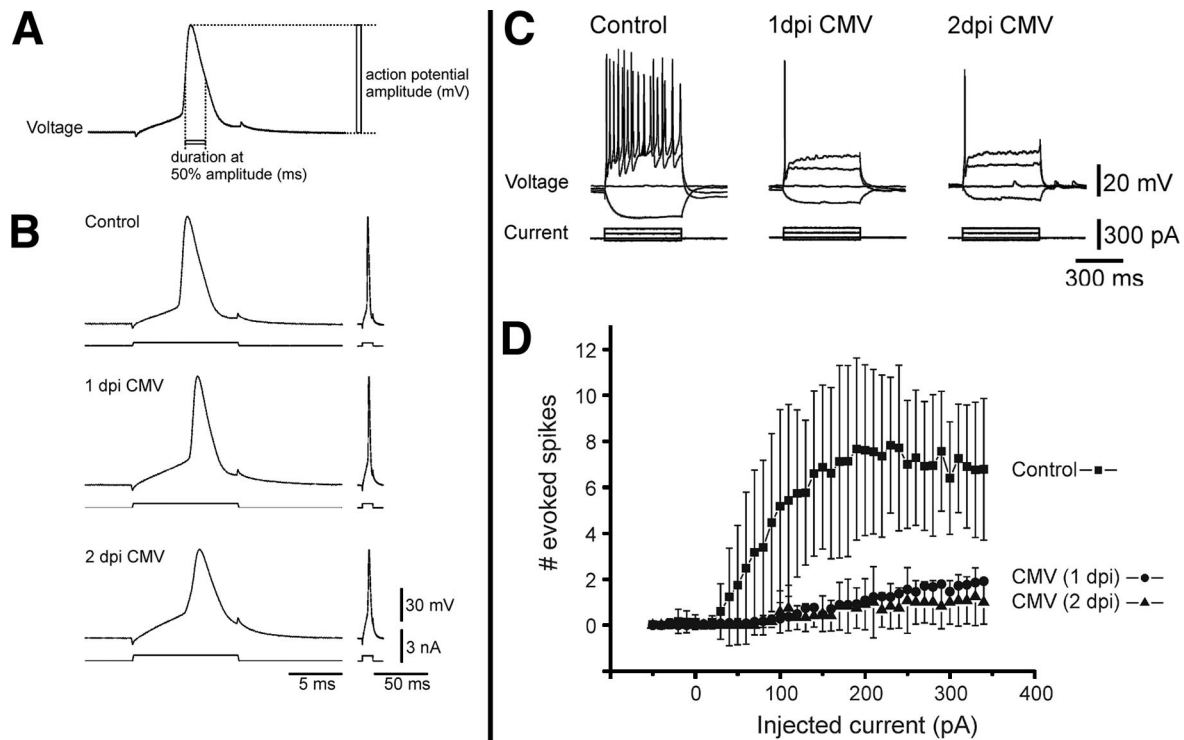 A
Voltage
action potential
amplitude (mV)
duration at
50% amplitude (ms)
B
Control
1 dpi CMV
2 dpi CMV
30 mV
3 nA
5 ms
50 ms
C
Control
1dpi CMV
2dpi CMV
Voltage
20 mV
Current
300 pA
300 ms
D
# evoked spikes
12
10
8
6
4
2
0
Control
CMV (1 dpi)
CMV (2 dpi)
0 100 200 300 400
Injected current (pA)